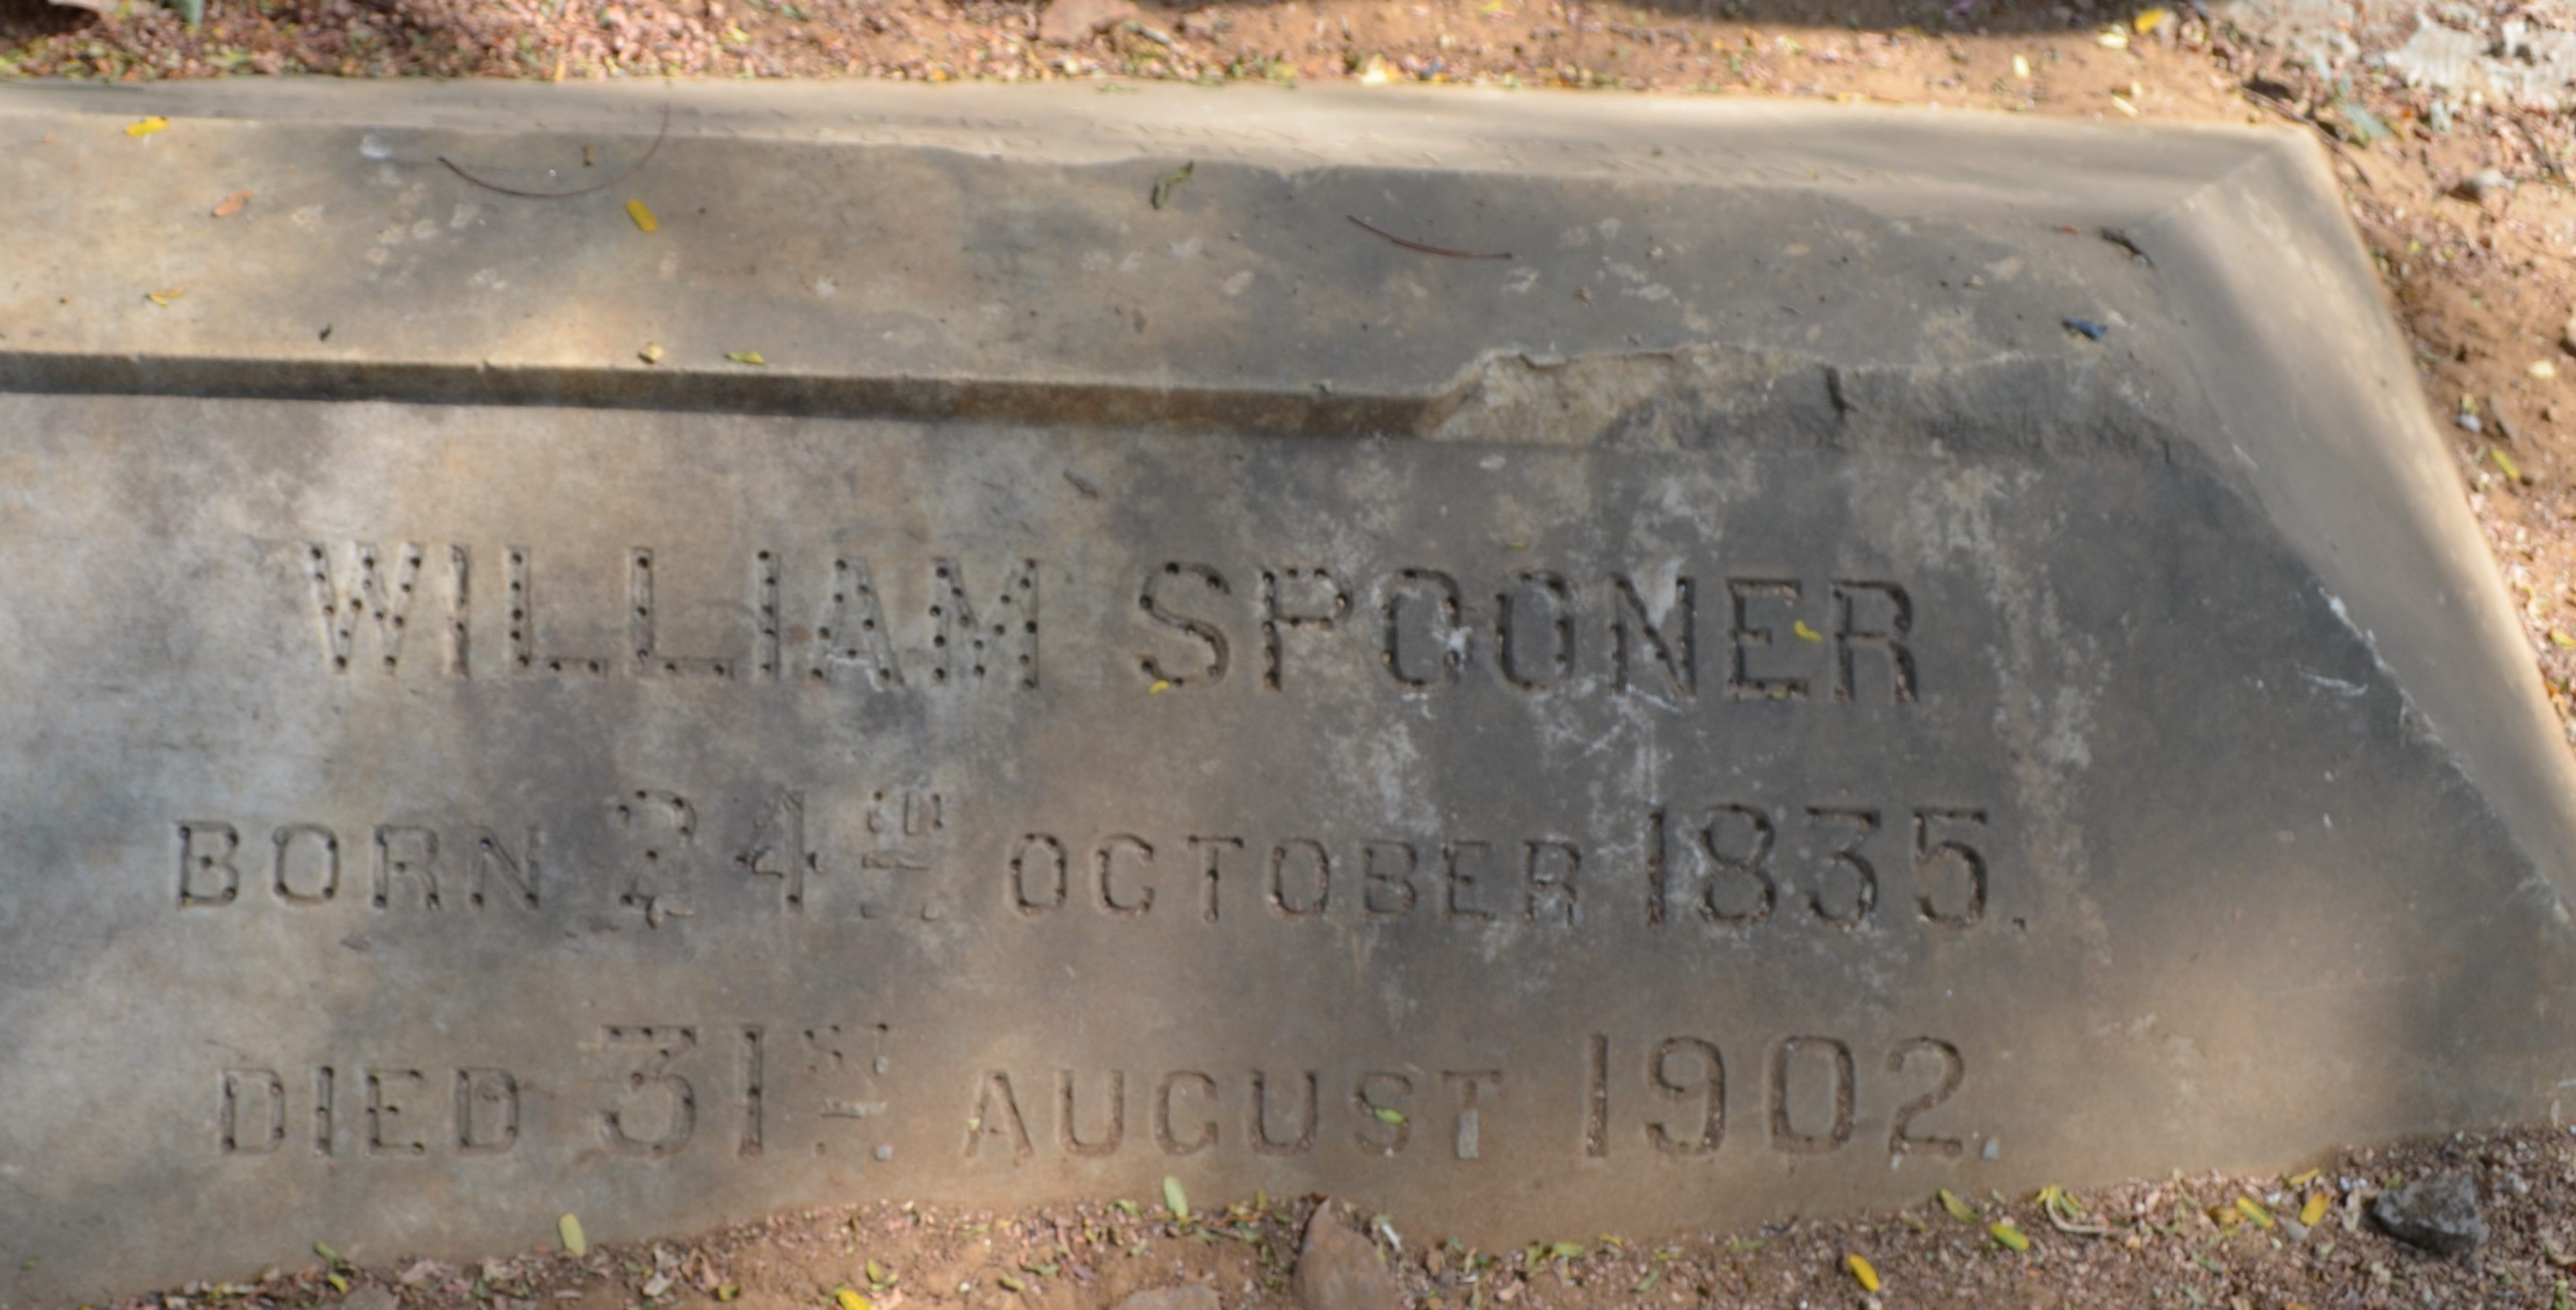 WILLIAM SPOONER
BORN 24TH OCTOBER 1835.
DIED 31ST AUGUST 1902.